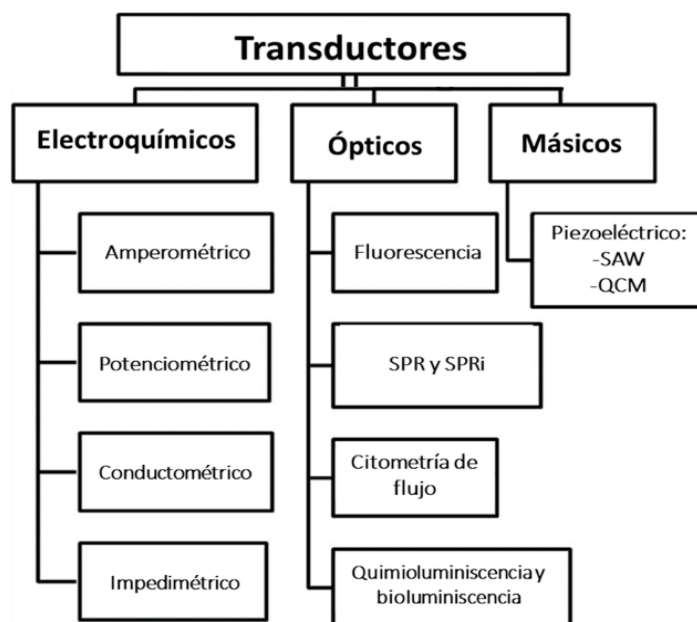 Transductores
Electroquímicos
Amperométrico
Potenciométrico
Conductométrico
Impedimétrico
Ópticos
Fluorescencia
SPR y SPRi
Citometría de
flujo
Quimioluminiscencia y
bioluminiscencia
Másicos
Piezoeléctrico:
-SAW
-QCM